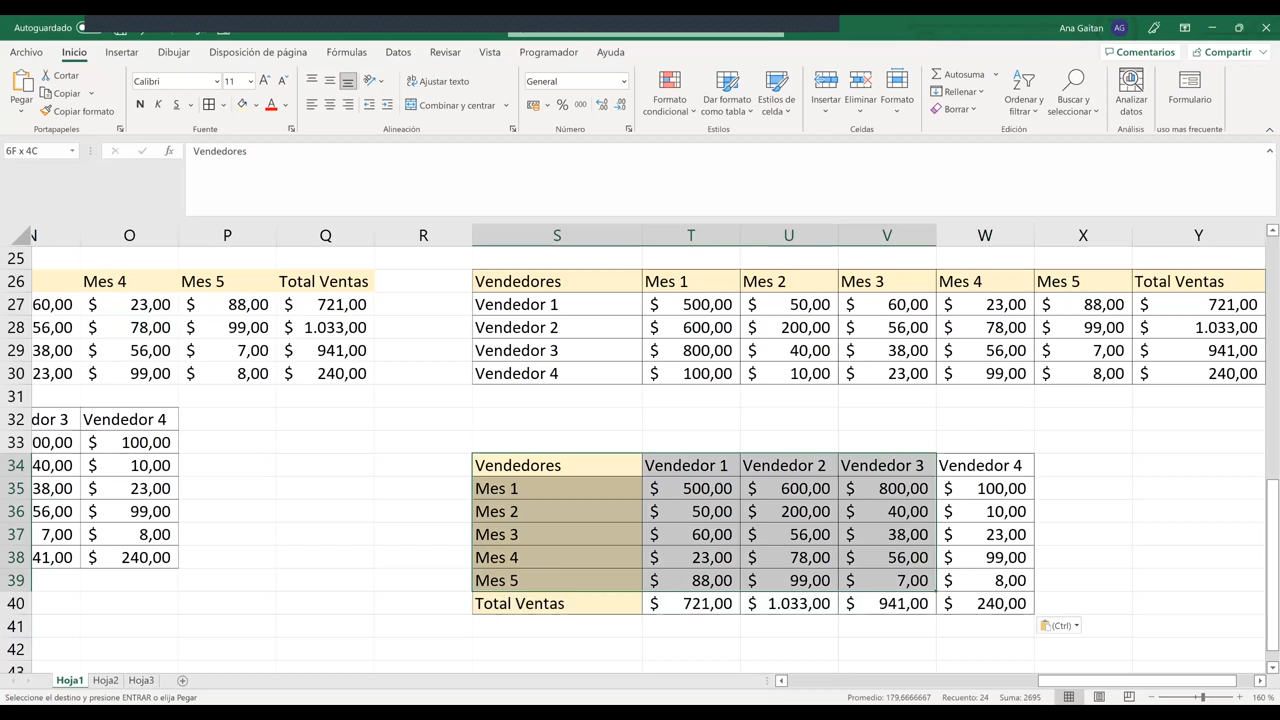 Autoguardado
Ana Gaitan AG
Archivo Inicio Insertar Dibujar Disposición de página Fórmulas Datos Revisar Vista Programador Ayuda Comentarios Compartir
Pegar Cortar Copiar Copiar formato
Calibri 11
N K S
Ajustar texto
Combinar y centrar
General
% 000
Formato condicional Dar formato como tabla Estilos de celda Insertar Eliminar Formato
Autosuma Rellenar Borrar
Ordenar y filtrar Buscar y seleccionar Analizar datos Formulario
Portapapeles Fuente Alineación Número Estilos Celdas Edición Análisis uso mas frecuente
6F x 4C fx Vendedores
N O P Q R S T U V W X Y
25
26 Mes 4 Mes 5 Total Ventas Vendedores Mes 1 Mes 2 Mes 3 Mes 4 Mes 5 Total Ventas
27 60,00 $ 23,00 $ 88,00 $ 721,00 Vendedor 1 $ 500,00 $ 50,00 $ 60,00 $ 23,00 $ 88,00 $ 721,00
28 56,00 $ 78,00 $ 99,00 $ 1.033,00 Vendedor 2 $ 600,00 $ 200,00 $ 56,00 $ 78,00 $ 99,00 $ 1.033,00
29 38,00 $ 56,00 $ 7,00 $ 941,00 Vendedor 3 $ 800,00 $ 40,00 $ 38,00 $ 56,00 $ 7,00 $ 941,00
30 23,00 $ 99,00 $ 8,00 $ 240,00 Vendedor 4 $ 100,00 $ 10,00 $ 23,00 $ 99,00 $ 8,00 $ 240,00
31
32 dor 3 Vendedor 4
33 00,00 $ 100,00
34 40,00 $ 10,00 Vendedores Vendedor 1 Vendedor 2 Vendedor 3 Vendedor 4
35 38,00 $ 23,00 Mes 1 $ 500,00 $ 600,00 $ 800,00 $ 100,00
36 56,00 $ 99,00 Mes 2 $ 50,00 $ 200,00 $ 40,00 $ 10,00
37 7,00 $ 8,00 Mes 3 $ 60,00 $ 56,00 $ 38,00 $ 23,00
38 41,00 $ 240,00 Mes 4 $ 23,00 $ 78,00 $ 56,00 $ 99,00
39 Mes 5 $ 88,00 $ 99,00 $ 7,00 $ 8,00
40 Total Ventas $ 721,00 $ 1.033,00 $ 941,00 $ 240,00
41 (Ctrl)
42
43
Hoja1 Hoja2 Hoja3
Seleccione el destino y presione ENTRAR o elija Pegar Promedio: 179,6666667 Recuento: 24 Suma: 2695 160 %